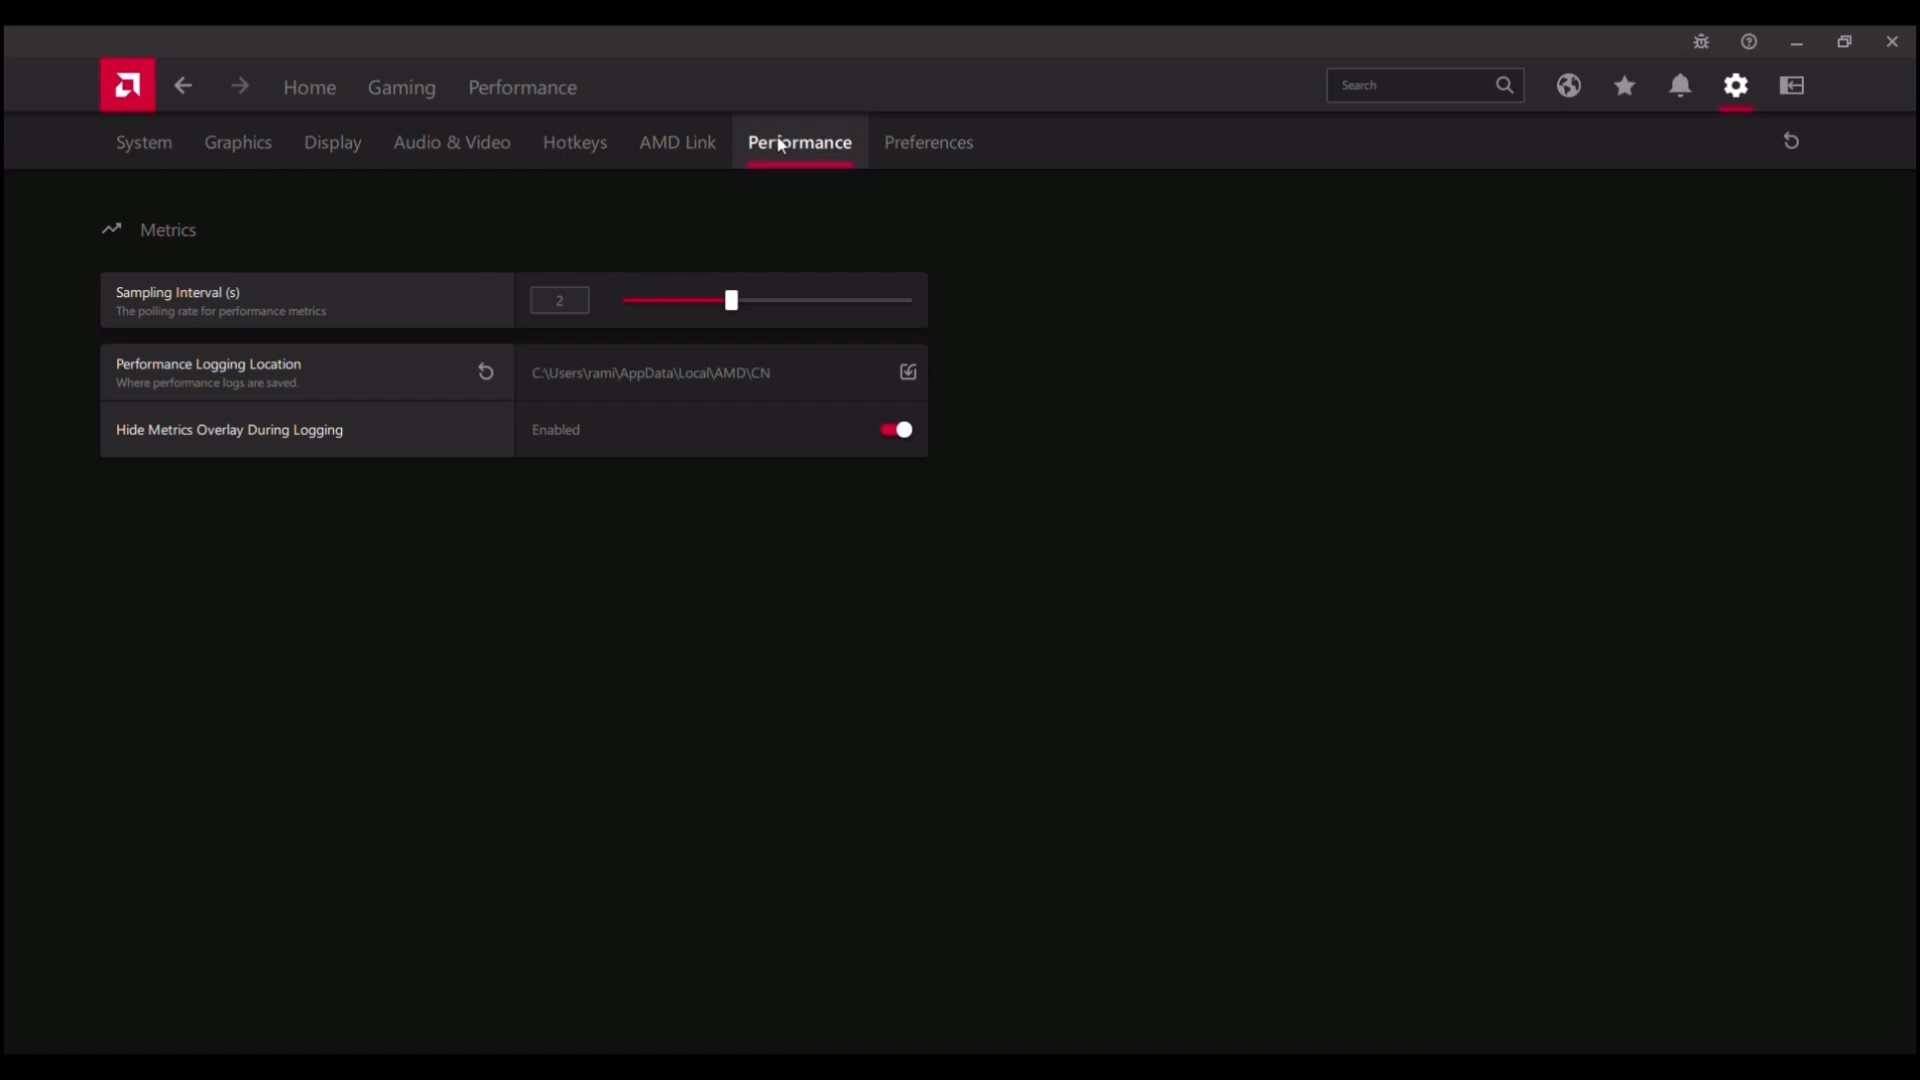 Home Gaming Performance Search
System Graphics Display Audio & Video Hotkeys AMD Link Performance Preferences
Metrics
Sampling Interval (s)
The polling rate for performance metrics
2
Performance Logging Location
Where performance logs are saved.
C:\Users\rami\AppData\Local\AMD\CN
Hide Metrics Overlay During Logging Enabled